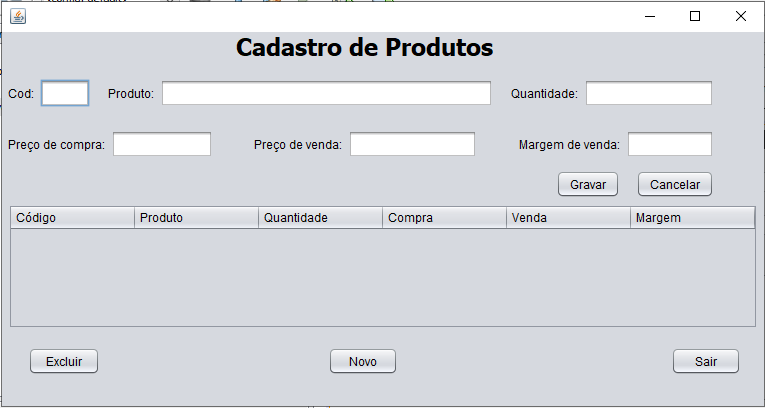 Cadastro de Produtos
Cod: Produto: Quantidade:
Preço de compra: Preço de venda: Margem de venda:
Gravar Cancelar
Código Produto Quantidade Compra Venda Margem
Excluir Novo Sair